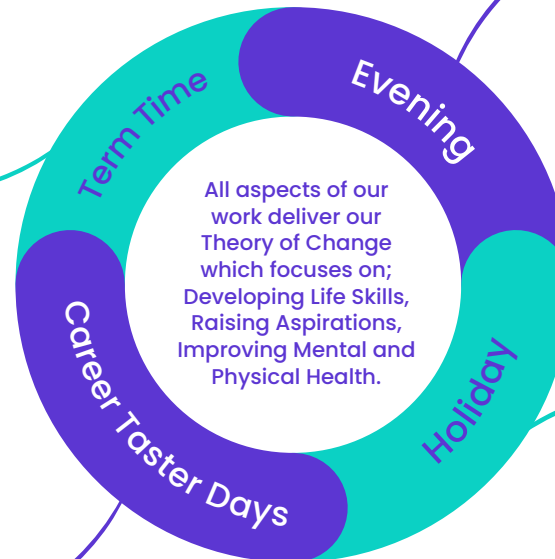 Term Time
Evening
All aspects of our
work deliver our
Theory of Change
which focuses on;
Developing Life Skills,
Raising Aspirations,
Improving Mental and
Physical Health.
Holiday
Career Taster Days